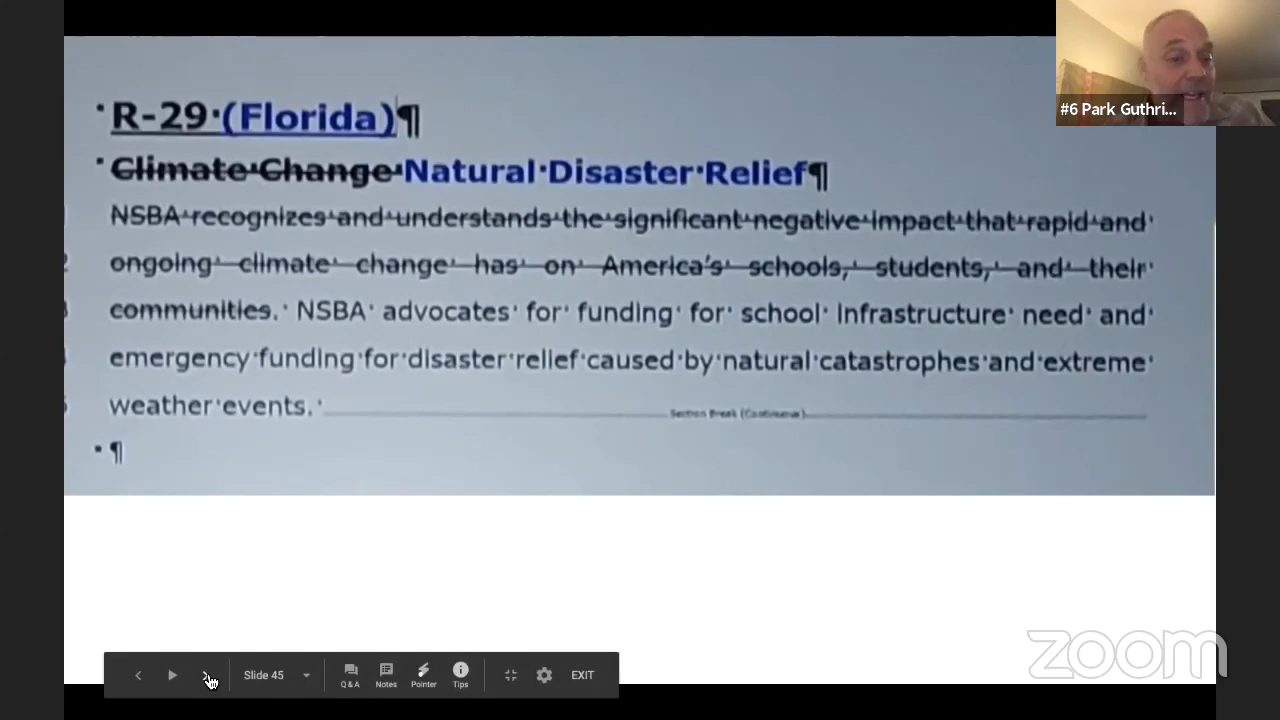 #6 Park Guthri...
R-29 (Florida)¶
Climate Change Natural Disaster Relief¶
NSBA recognizes and understands the significant negative impact that rapid and
ongoing climate change has on America's schools, students, and their
communities. NSBA advocates for funding for school infrastructure need and
emergency funding for disaster relief caused by natural catastrophes and extreme
weather events.
Section Break (Continuous)
¶
zoom
Slide 45
Q&A
Notes
Pointer
Tips
EXIT